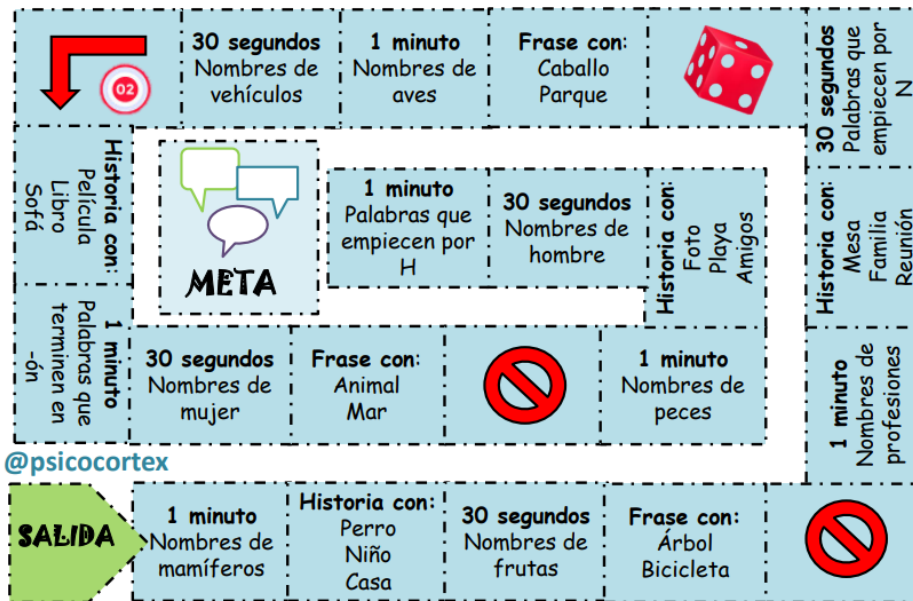 02
30 segundos
Nombres de
vehículos
1 minuto
Nombres de
aves
Frase con:
Caballo
Parque
30 segundos
Palabras que
empiecen por
N
Historia con:
Película
Libro
Sofá
META
1 minuto
Palabras que
empiecen por
H
30 segundos
Nombres de
hombre
Historia con:
Foto
Playa
Amigos
Historia con:
Mesa
Familia
Reunión
1 minuto
Palabras que
terminen en
-ón
30 segundos
Nombres de
mujer
Frase con:
Animal
Mar
1 minuto
Nombres de
peces
1 minuto
Nombres de
profesiones
@psicocortex
SALIDA
1 minuto
Nombres de
mamíferos
Historia con:
Perro
Niño
Casa
30 segundos
Nombres de
frutas
Frase con:
Árbol
Bicicleta